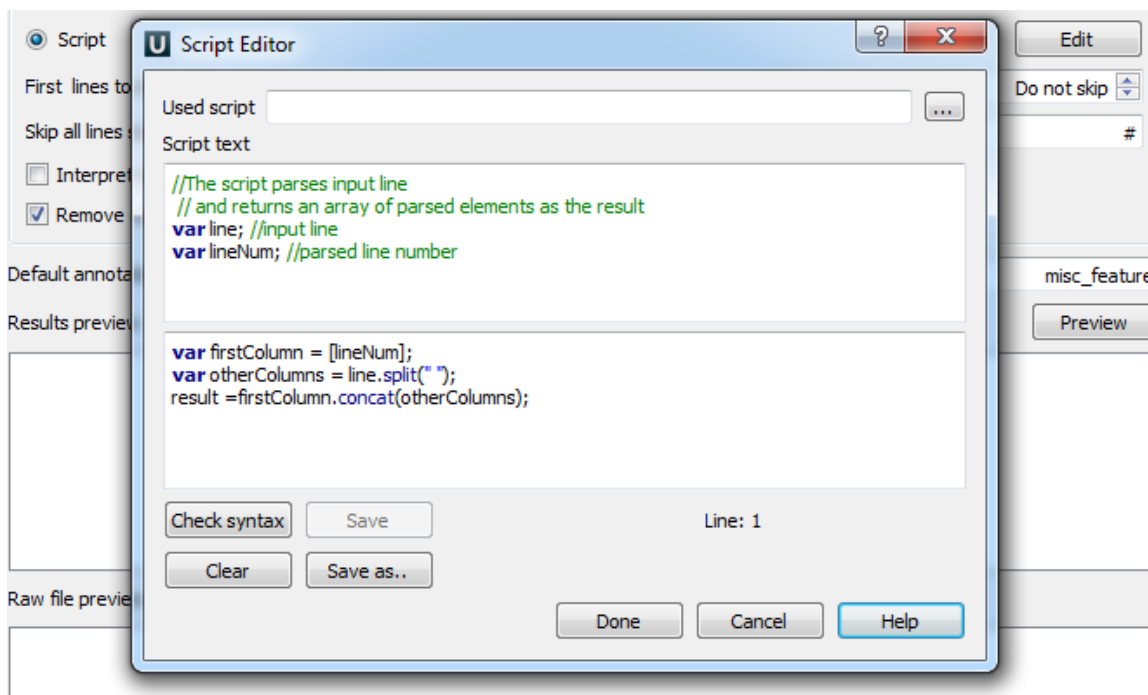 Script
U Script Editor
?
X
Edit
First lines to
Used script
...
Do not skip
Skip all lines
Script text
#
Interpret
//The script parses input line
// and returns an array of parsed elements as the result
Remove
var line; //input line
var lineNum; //parsed line number
Default annota
misc_feature
Results preview
Preview
var firstColumn = [lineNum];
var otherColumns = line.split(" ");
result =firstColumn.concat(otherColumns);
Check syntax
Save
Line: 1
Clear
Save as..
Raw file previe
Done
Cancel
Help